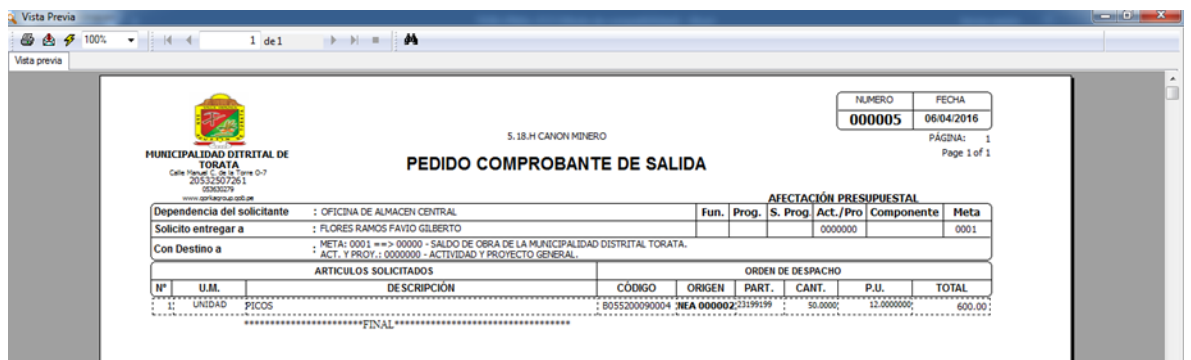 Vista Previa
100%
1 de 1
Vista previa
NUMERO FECHA
000005 06/04/2016
5.18.H CANON MINERO
PÁGINA: 1
Page 1 of 1
MUNICIPALIDAD DITRITAL DE
TORATA
Calle Manuel C. de la Torre O-7
20532507261
053630279
PEDIDO COMPROBANTE DE SALIDA
AFECTACIÓN PRESUPUESTAL
Dependencia del solicitante : OFICINA DE ALMACEN CENTRAL Fun. Prog. S. Prog. Act./Pro Componente Meta
Solicito entregar a : FLORES RAMOS FAVIO GILBERTO 0000000 0001
Con Destino a : META: 0001 ==> 00000 - SALDO DE OBRA DE LA MUNICIPALIDAD DISTRITAL TORATA.
ACT. Y PROY.: 0000000 - ACTIVIDAD Y PROYECTO GENERAL.
ARTICULOS SOLICITADOS ORDEN DE DESPACHO
N° U.M. DESCRIPCIÓN CÓDIGO ORIGEN PART. CANT. P.U. TOTAL
1 UNIDAD PICOS B055200090004 NEA 000002 23199199 50.0000 12.0000000 600.00
************************FINAL***********************************